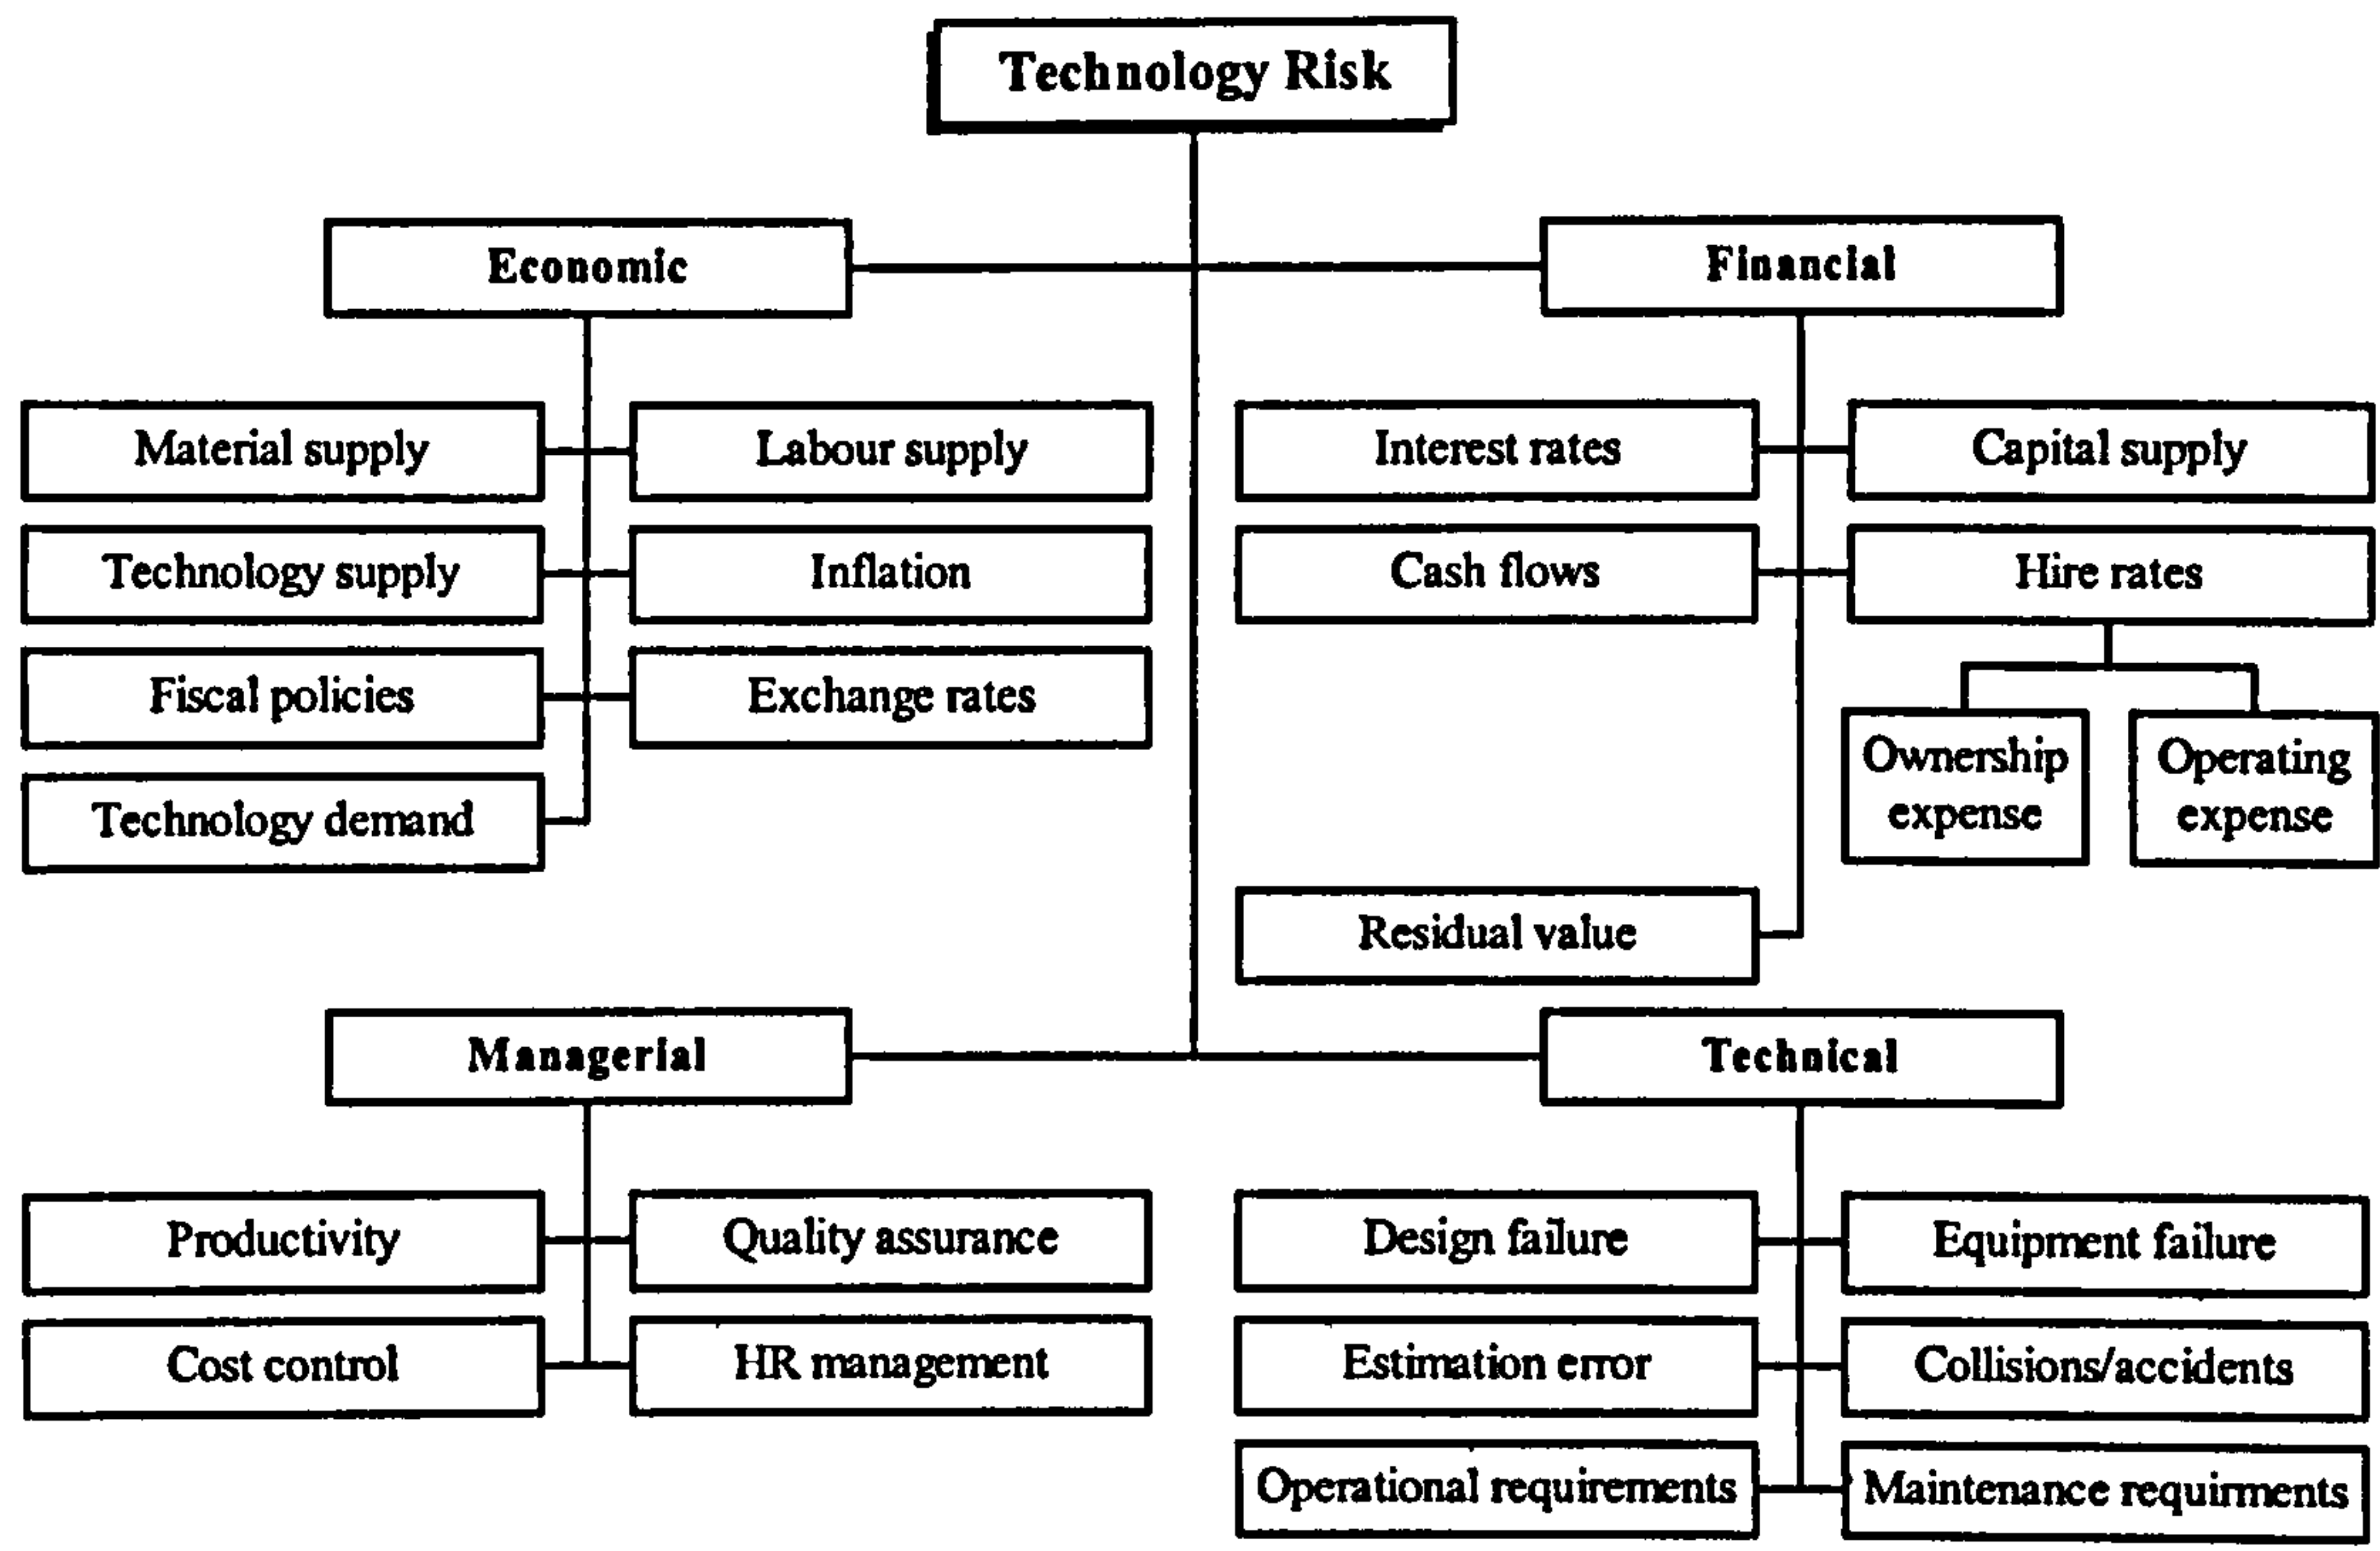 Technology Risk
Economic
Financial
Material supply
Labour supply
Interest rates
Capital supply
Technology supply
Inflation
Cash flows
Hire rates
Fiscal policies
Exchange rates
Ownership
expense
Operating
expense
Technology demand
Residual value
Managerial
Technical
Productivity
Quality assurance
Design failure
Equipment failure
Cost control
HR management
Estimation error
Collisions/accidents
Operational requirements
Maintenance requirments